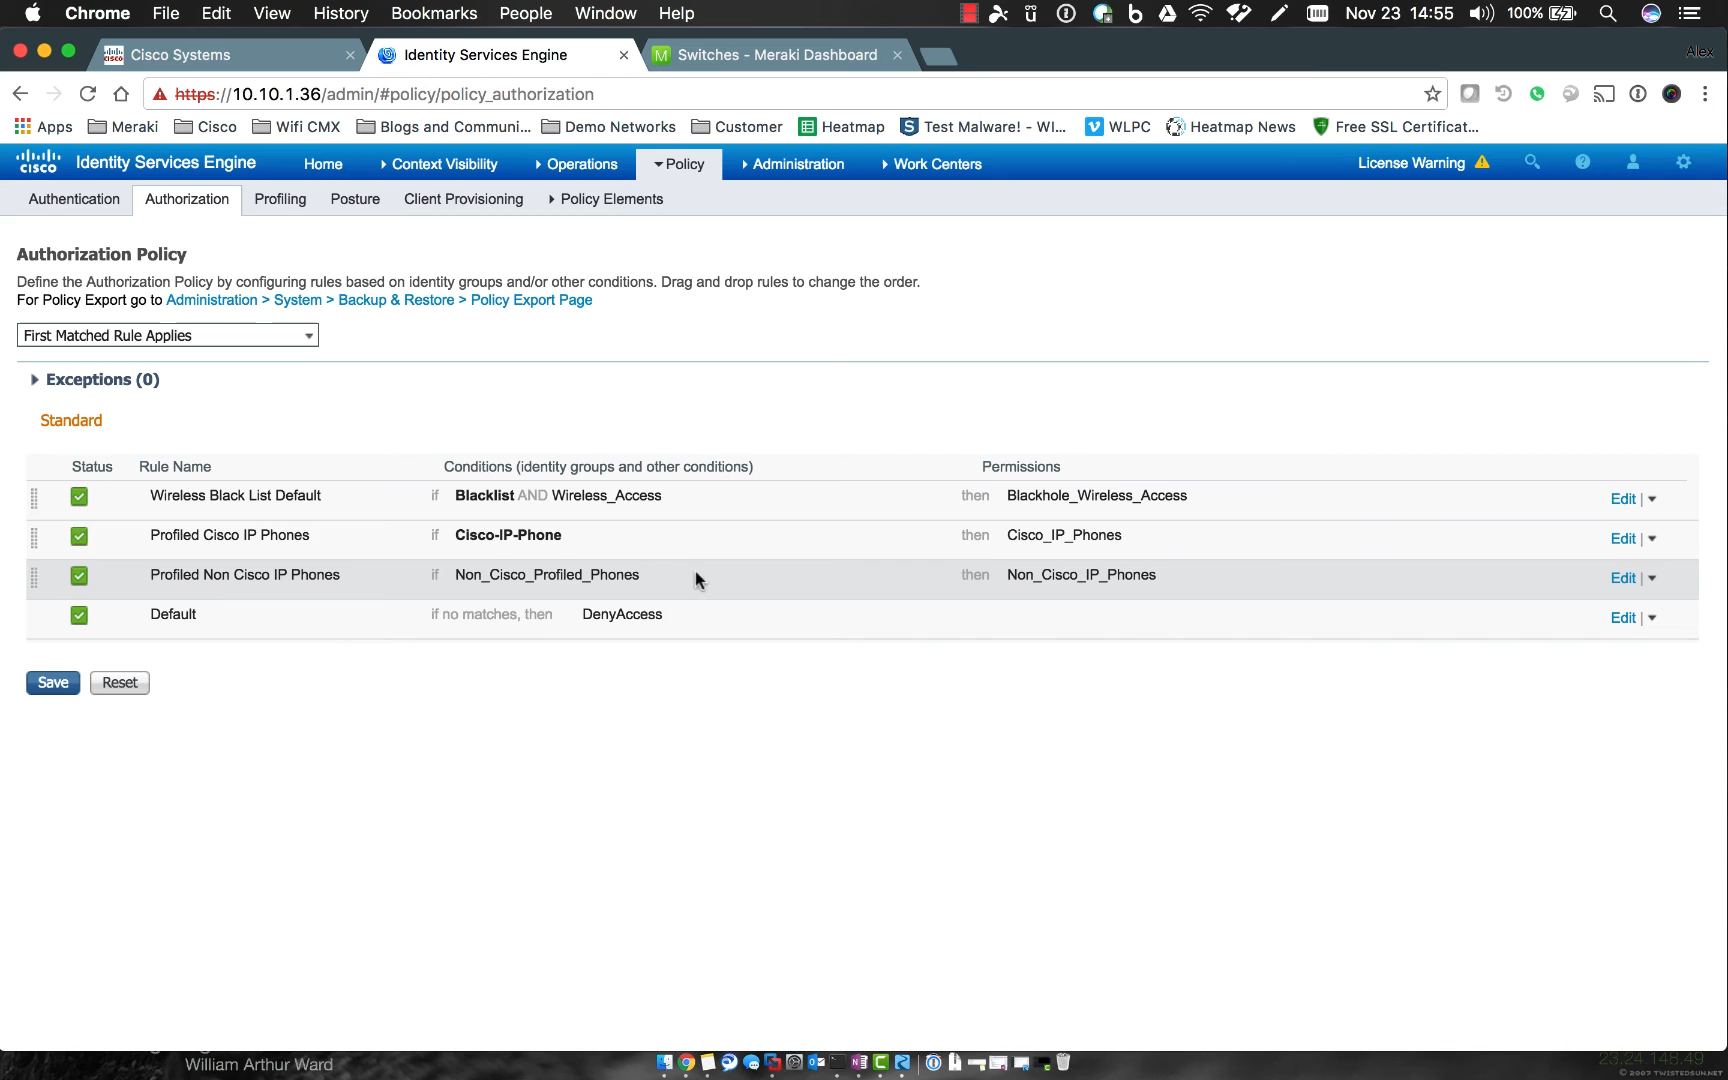 Chrome File Edit View History Bookmarks People Window Help Nov 23 14:55 100%
Cisco Systems Identity Services Engine Switches - Meraki Dashboard Alex
https://10.10.1.36/admin/#policy/policy_authorization
Apps Meraki Cisco Wifi CMX Blogs and Communi... Demo Networks Customer Heatmap Test Malware! - WI... WLPC Heatmap News Free SSL Certificat...
cisco Identity Services Engine Home Context Visibility Operations Policy Administration Work Centers License Warning
Authentication Authorization Profiling Posture Client Provisioning Policy Elements
Authorization Policy
Define the Authorization Policy by configuring rules based on identity groups and/or other conditions. Drag and drop rules to change the order.
For Policy Export go to Administration > System > Backup & Restore > Policy Export Page
First Matched Rule Applies
Exceptions (0)
Standard
Status Rule Name Conditions (identity groups and other conditions) Permissions
Wireless Black List Default if Blacklist AND Wireless_Access then Blackhole_Wireless_Access Edit |
Profiled Cisco IP Phones if Cisco-IP-Phone then Cisco_IP_Phones Edit |
Profiled Non Cisco IP Phones if Non_Cisco_Profiled_Phones then Non_Cisco_IP_Phones Edit |
Default if no matches, then DenyAccess Edit |
Save Reset
William Arthur Ward
23.24.148.49
© 2007 TWISTEDSUN.NET